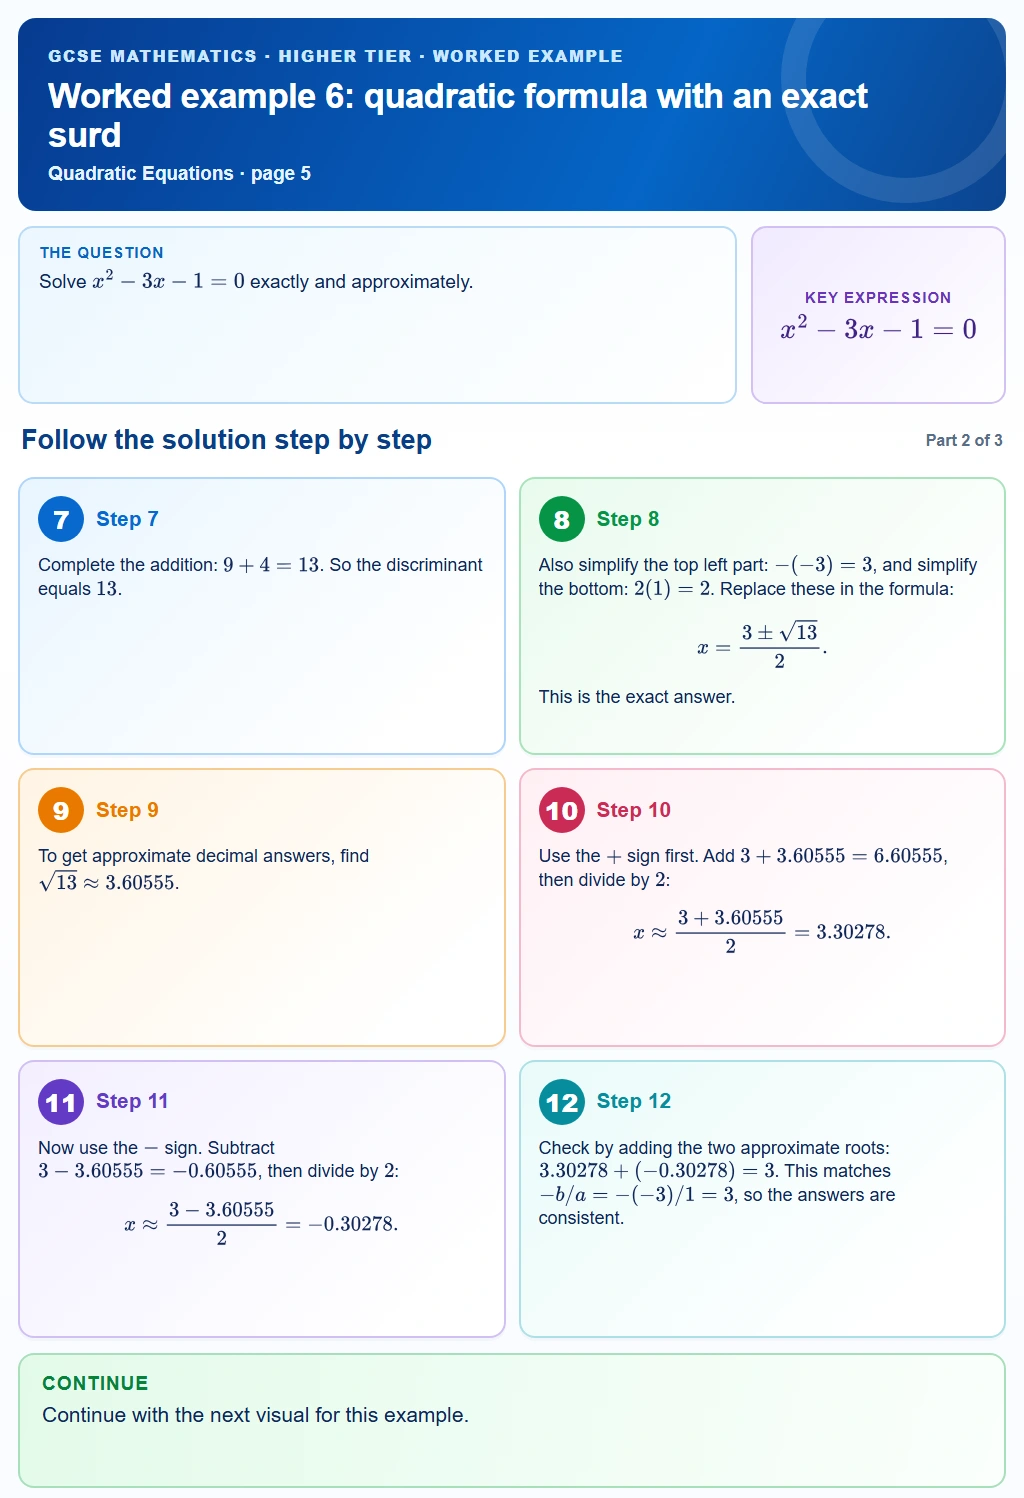 GCSE MATHEMATICS · HIGHER TIER · WORKED EXAMPLE
Worked example 6: quadratic formula with an exact
surd
Quadratic Equations · page 5
THE QUESTION
Solve x² − 3x − 1 = 0 exactly and approximately.
KEY EXPRESSION
x² − 3x − 1 = 0
Follow the solution step by step
Part 2 of 3
7 Step 7
Complete the addition: 9 + 4 = 13. So the discriminant
equals 13.
8 Step 8
Also simplify the top left part: −(−3) = 3, and simplify
the bottom: 2(1) = 2. Replace these in the formula:
x = (3 ± √13)/2.
This is the exact answer.
9 Step 9
To get approximate decimal answers, find
√13 ≈ 3.60555.
10 Step 10
Use the + sign first. Add 3 + 3.60555 = 6.60555,
then divide by 2:
x ≈ (3 + 3.60555)/2 = 3.30278.
11 Step 11
Now use the − sign. Subtract
3 − 3.60555 = −0.60555, then divide by 2:
x ≈ (3 − 3.60555)/2 = −0.30278.
12 Step 12
Check by adding the two approximate roots:
3.30278 + (−0.30278) = 3. This matches
−b/a = −(−3)/1 = 3, so the answers are
consistent.
CONTINUE
Continue with the next visual for this example.